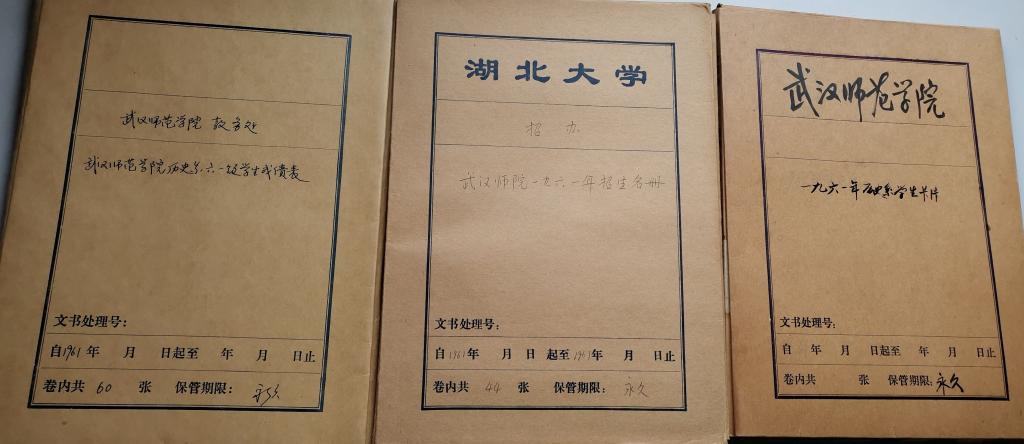 武汉师范学院 教务处
武汉师范学院历史系六一级学生成绩表
文书处理号：
自1961年 月 日起至 年 月 日止
卷内共 60 张 保管期限： 永久
湖北大学
招办
武汉师院一九六一年招生名册
文书处理号：
自1961年 月 日 起至1961年 月 日止
卷内共 44 张 保管期限： 永久
武汉师范学院
一九六一年历史系学生卡片
文书处理号：
自 年 月 日起至 年 月 日止
卷内共 张 保管期限： 永久